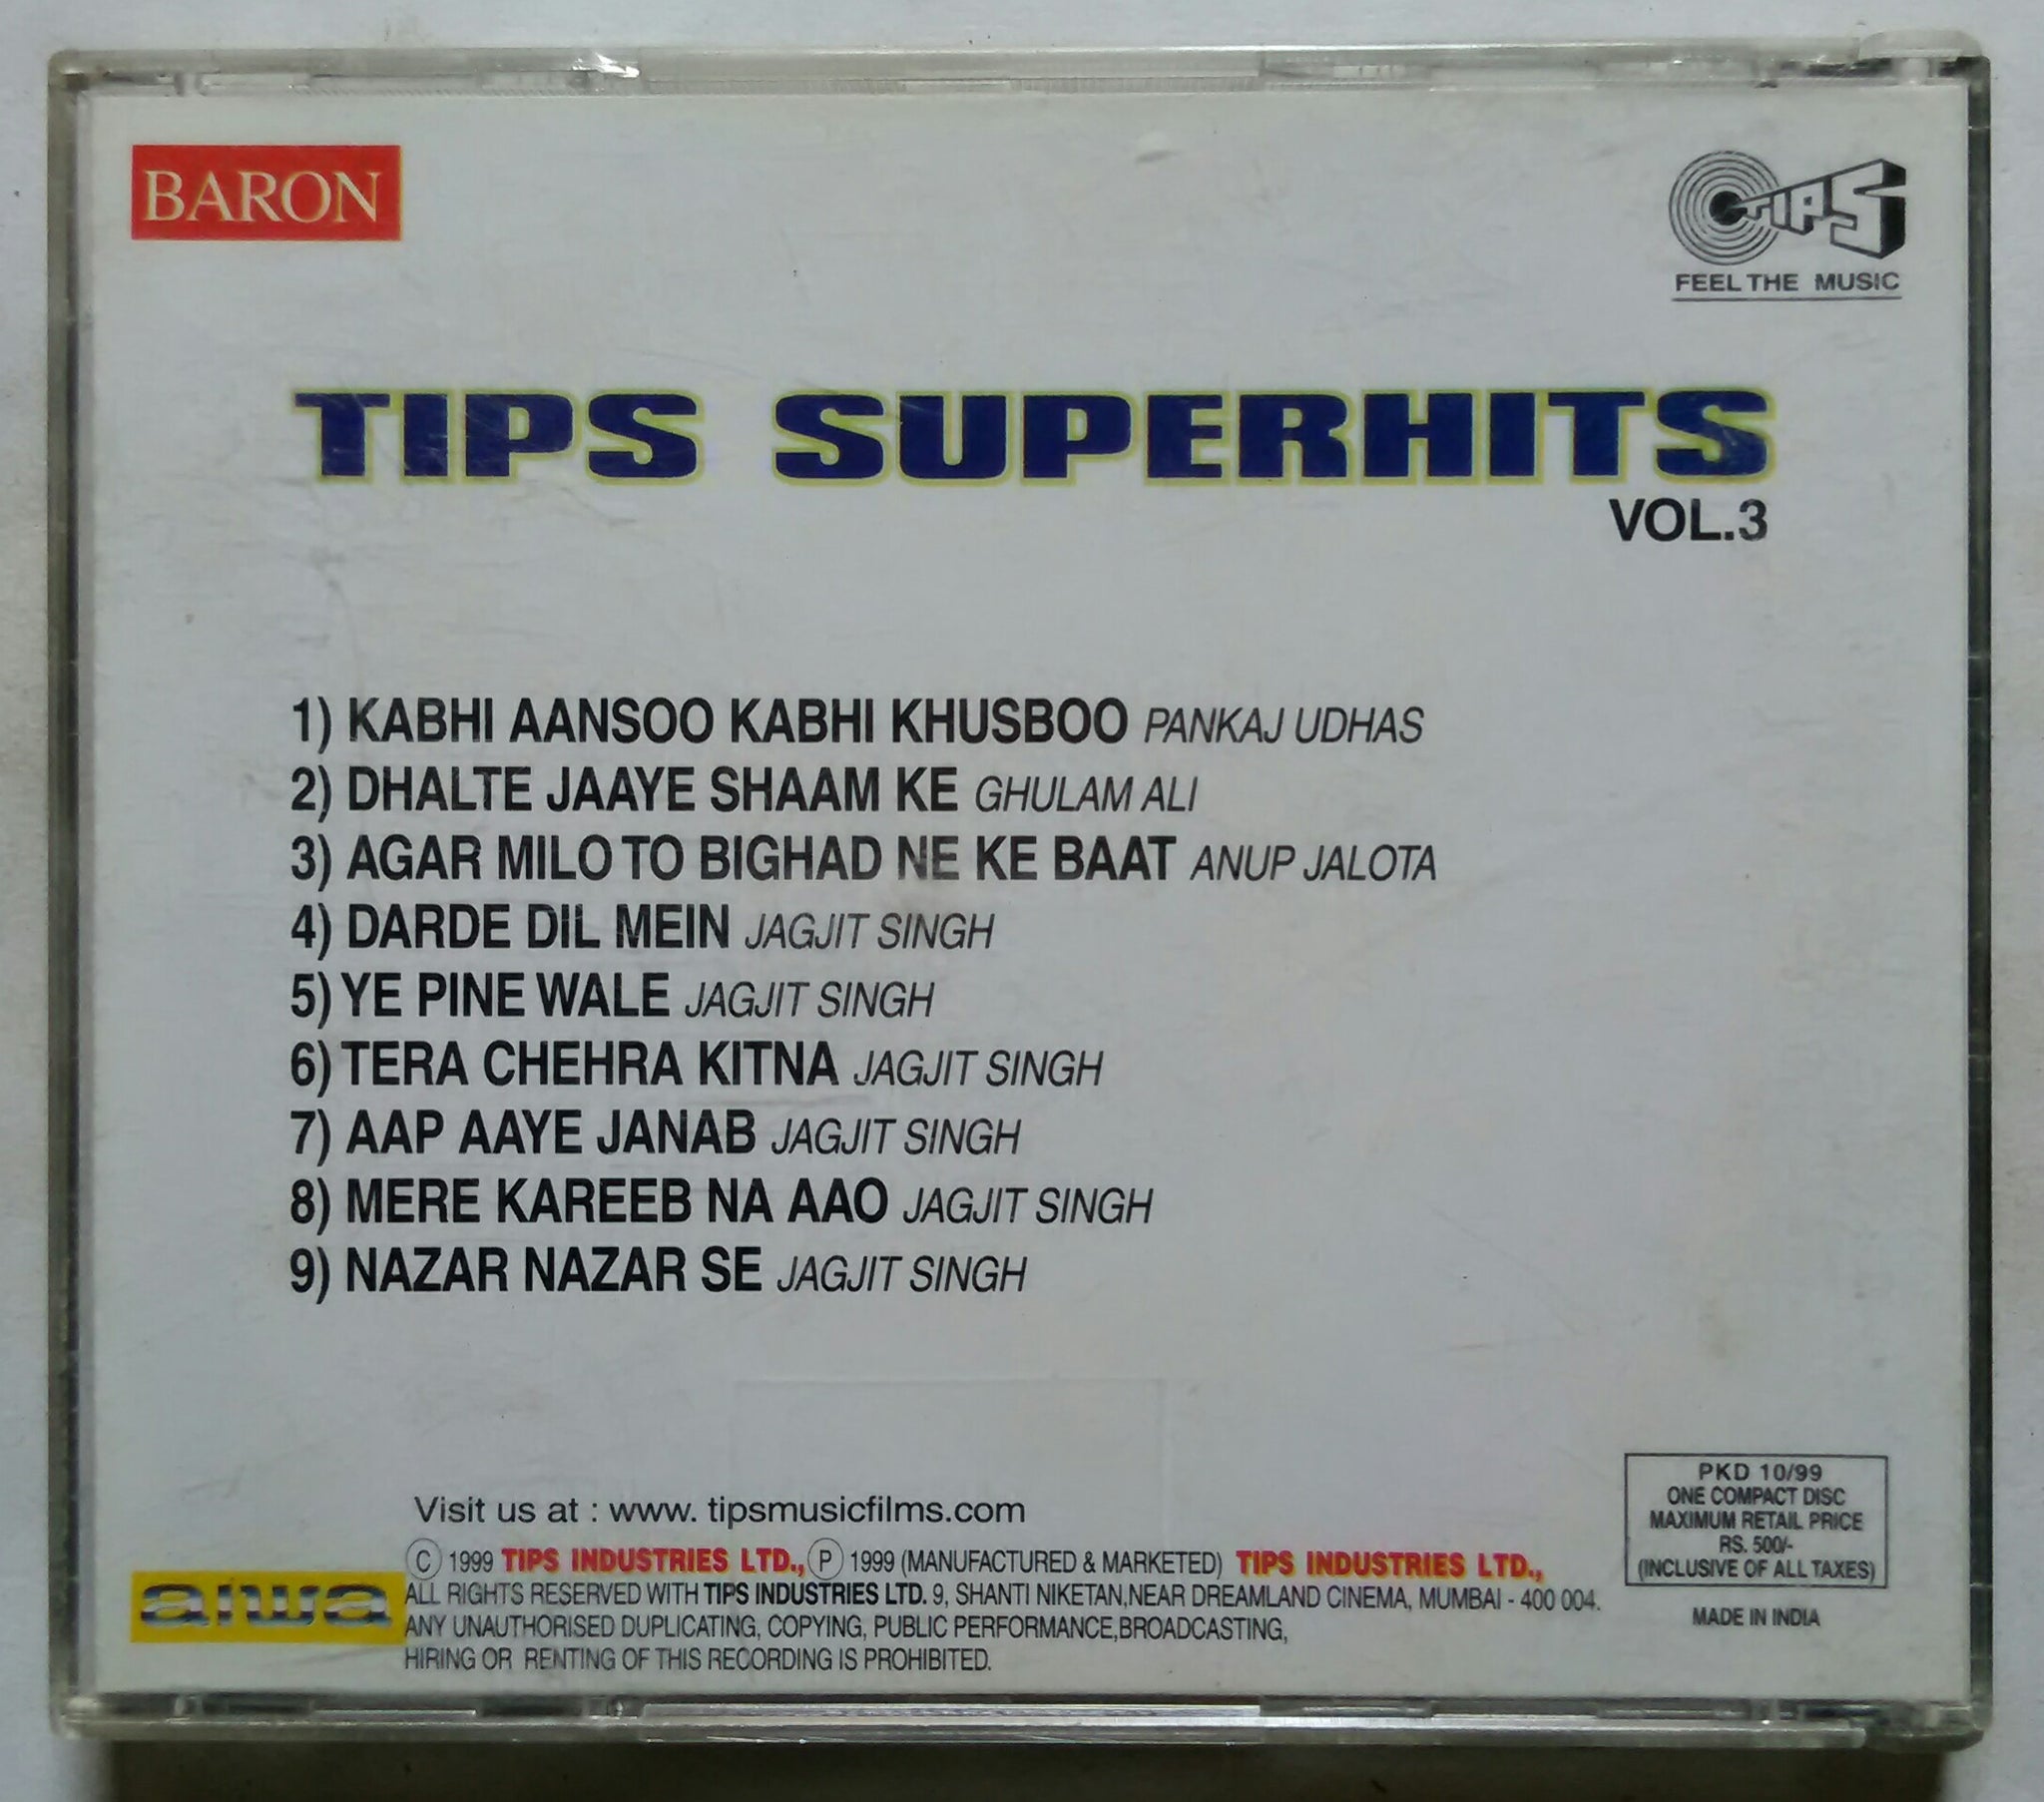 BARON
TIPS
FEEL THE MUSIC
TIPS SUPERHITS
VOL.3
1) KABHI AANSOO KABHI KHUSBOO PANKAJ UDHAS
2) DHALTE JAAYE SHAAM KE GHULAM ALI
3) AGAR MILO TO BIGHAD NE KE BAAT ANUP JALOTA
4) DARDE DIL MEIN JAGJIT SINGH
5) YE PINE WALE JAGJIT SINGH
6) TERA CHEHRA KITNA JAGJIT SINGH
7) AAP AAYE JANAB JAGJIT SINGH
8) MERE KAREEB NA AAO JAGJIT SINGH
9) NAZAR NAZAR SE JAGJIT SINGH
Visit us at : www. tipsmusicfilms.com
Ⓒ 1999 TIPS INDUSTRIES LTD., Ⓟ 1999 (MANUFACTURED & MARKETED) TIPS INDUSTRIES LTD.,
ALL RIGHTS RESERVED WITH TIPS INDUSTRIES LTD. 9, SHANTI NIKETAN,NEAR DREAMLAND CINEMA, MUMBAI - 400 004.
ANY UNAUTHORISED DUPLICATING, COPYING, PUBLIC PERFORMANCE,BROADCASTING,
HIRING OR RENTING OF THIS RECORDING IS PROHIBITED.
aiwa
PKD 10/99
ONE COMPACT DISC
MAXIMUM RETAIL PRICE
RS. 500/-
(INCLUSIVE OF ALL TAXES)
MADE IN INDIA